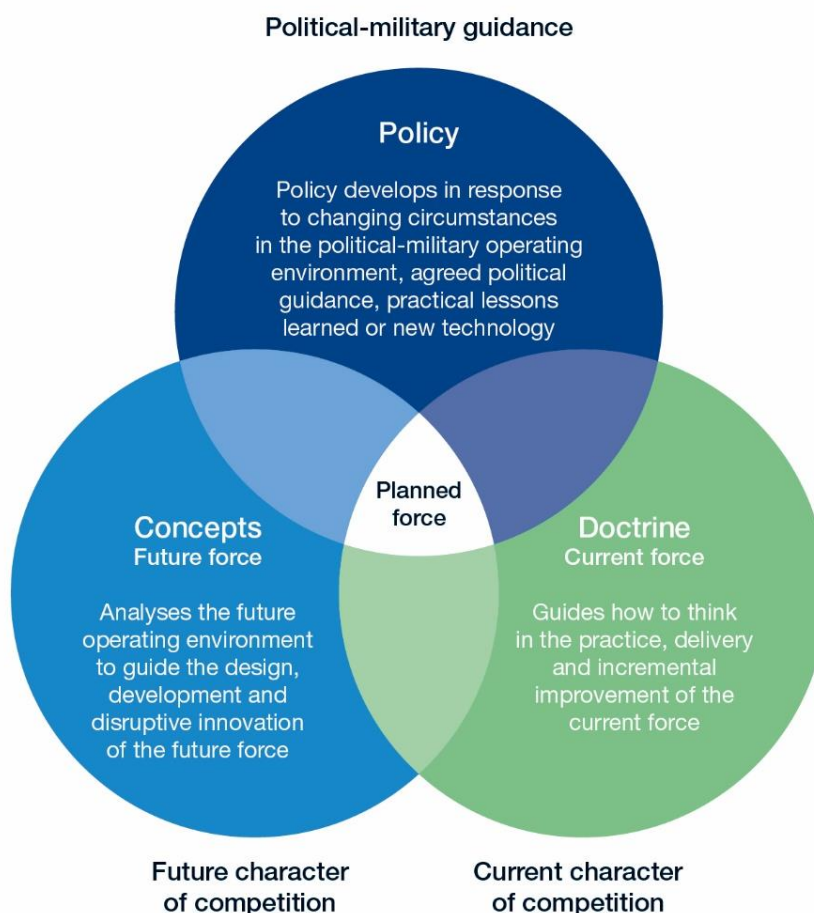 Political-military guidance
Policy
Policy develops in response
to changing circumstances
in the political-military operating
environment, agreed political
guidance, practical lessons
learned or new technology
Planned
force
Concepts
Future force
Analyses the future
operating environment
to guide the design,
development and
disruptive innovation
of the future force
Doctrine
Current force
Guides how to think
in the practice, delivery
and incremental
improvement of the
current force
Future character
of competition
Current character
of competition